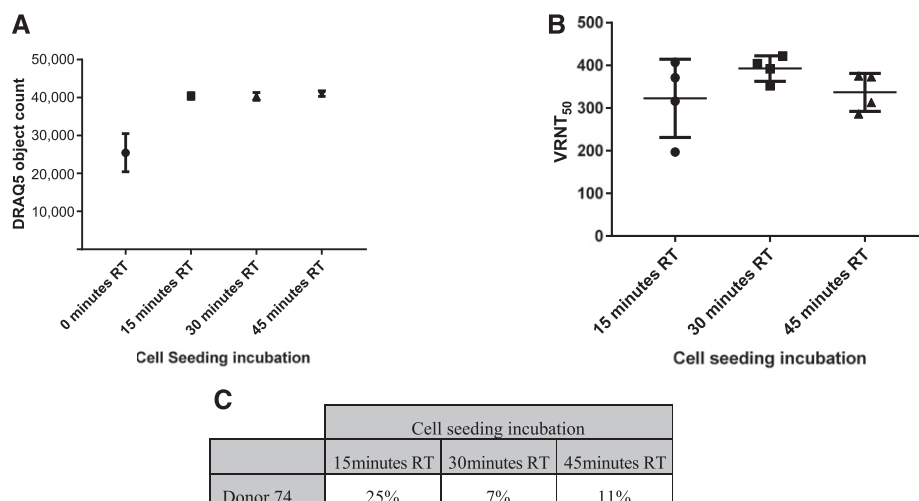 A
DRAQ5 object count
50,000
40,000
30,000
20,000
10,000
0 minutes RT
15 minutes RT
30 minutes RT
45 minutes RT
Cell Seeding incubation
B
VRNT50
500
400
300
200
100
0
15 minutes RT
30 minutes RT
45 minutes RT
Cell seeding incubation
C
Cell seeding incubation
15minutes RT 30minutes RT 45minutes RT
Donor 74 25% 7% 11%